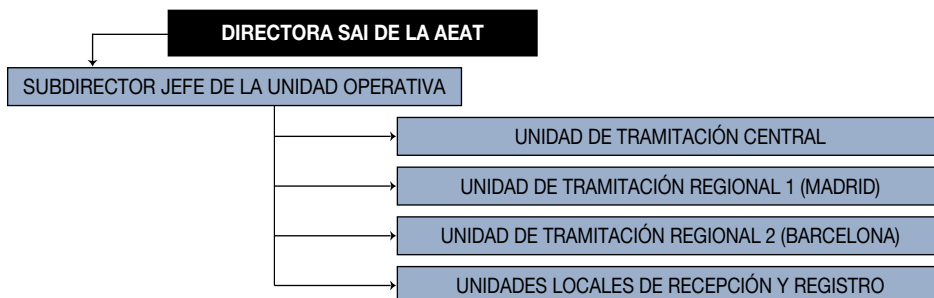 DIRECTORA SAI DE LA AEAT
SUBDIRECTOR JEFE DE LA UNIDAD OPERATIVA
UNIDAD DE TRAMITACIÓN CENTRAL
UNIDAD DE TRAMITACIÓN REGIONAL 1 (MADRID)
UNIDAD DE TRAMITACIÓN REGIONAL 2 (BARCELONA)
UNIDADES LOCALES DE RECEPCIÓN Y REGISTRO